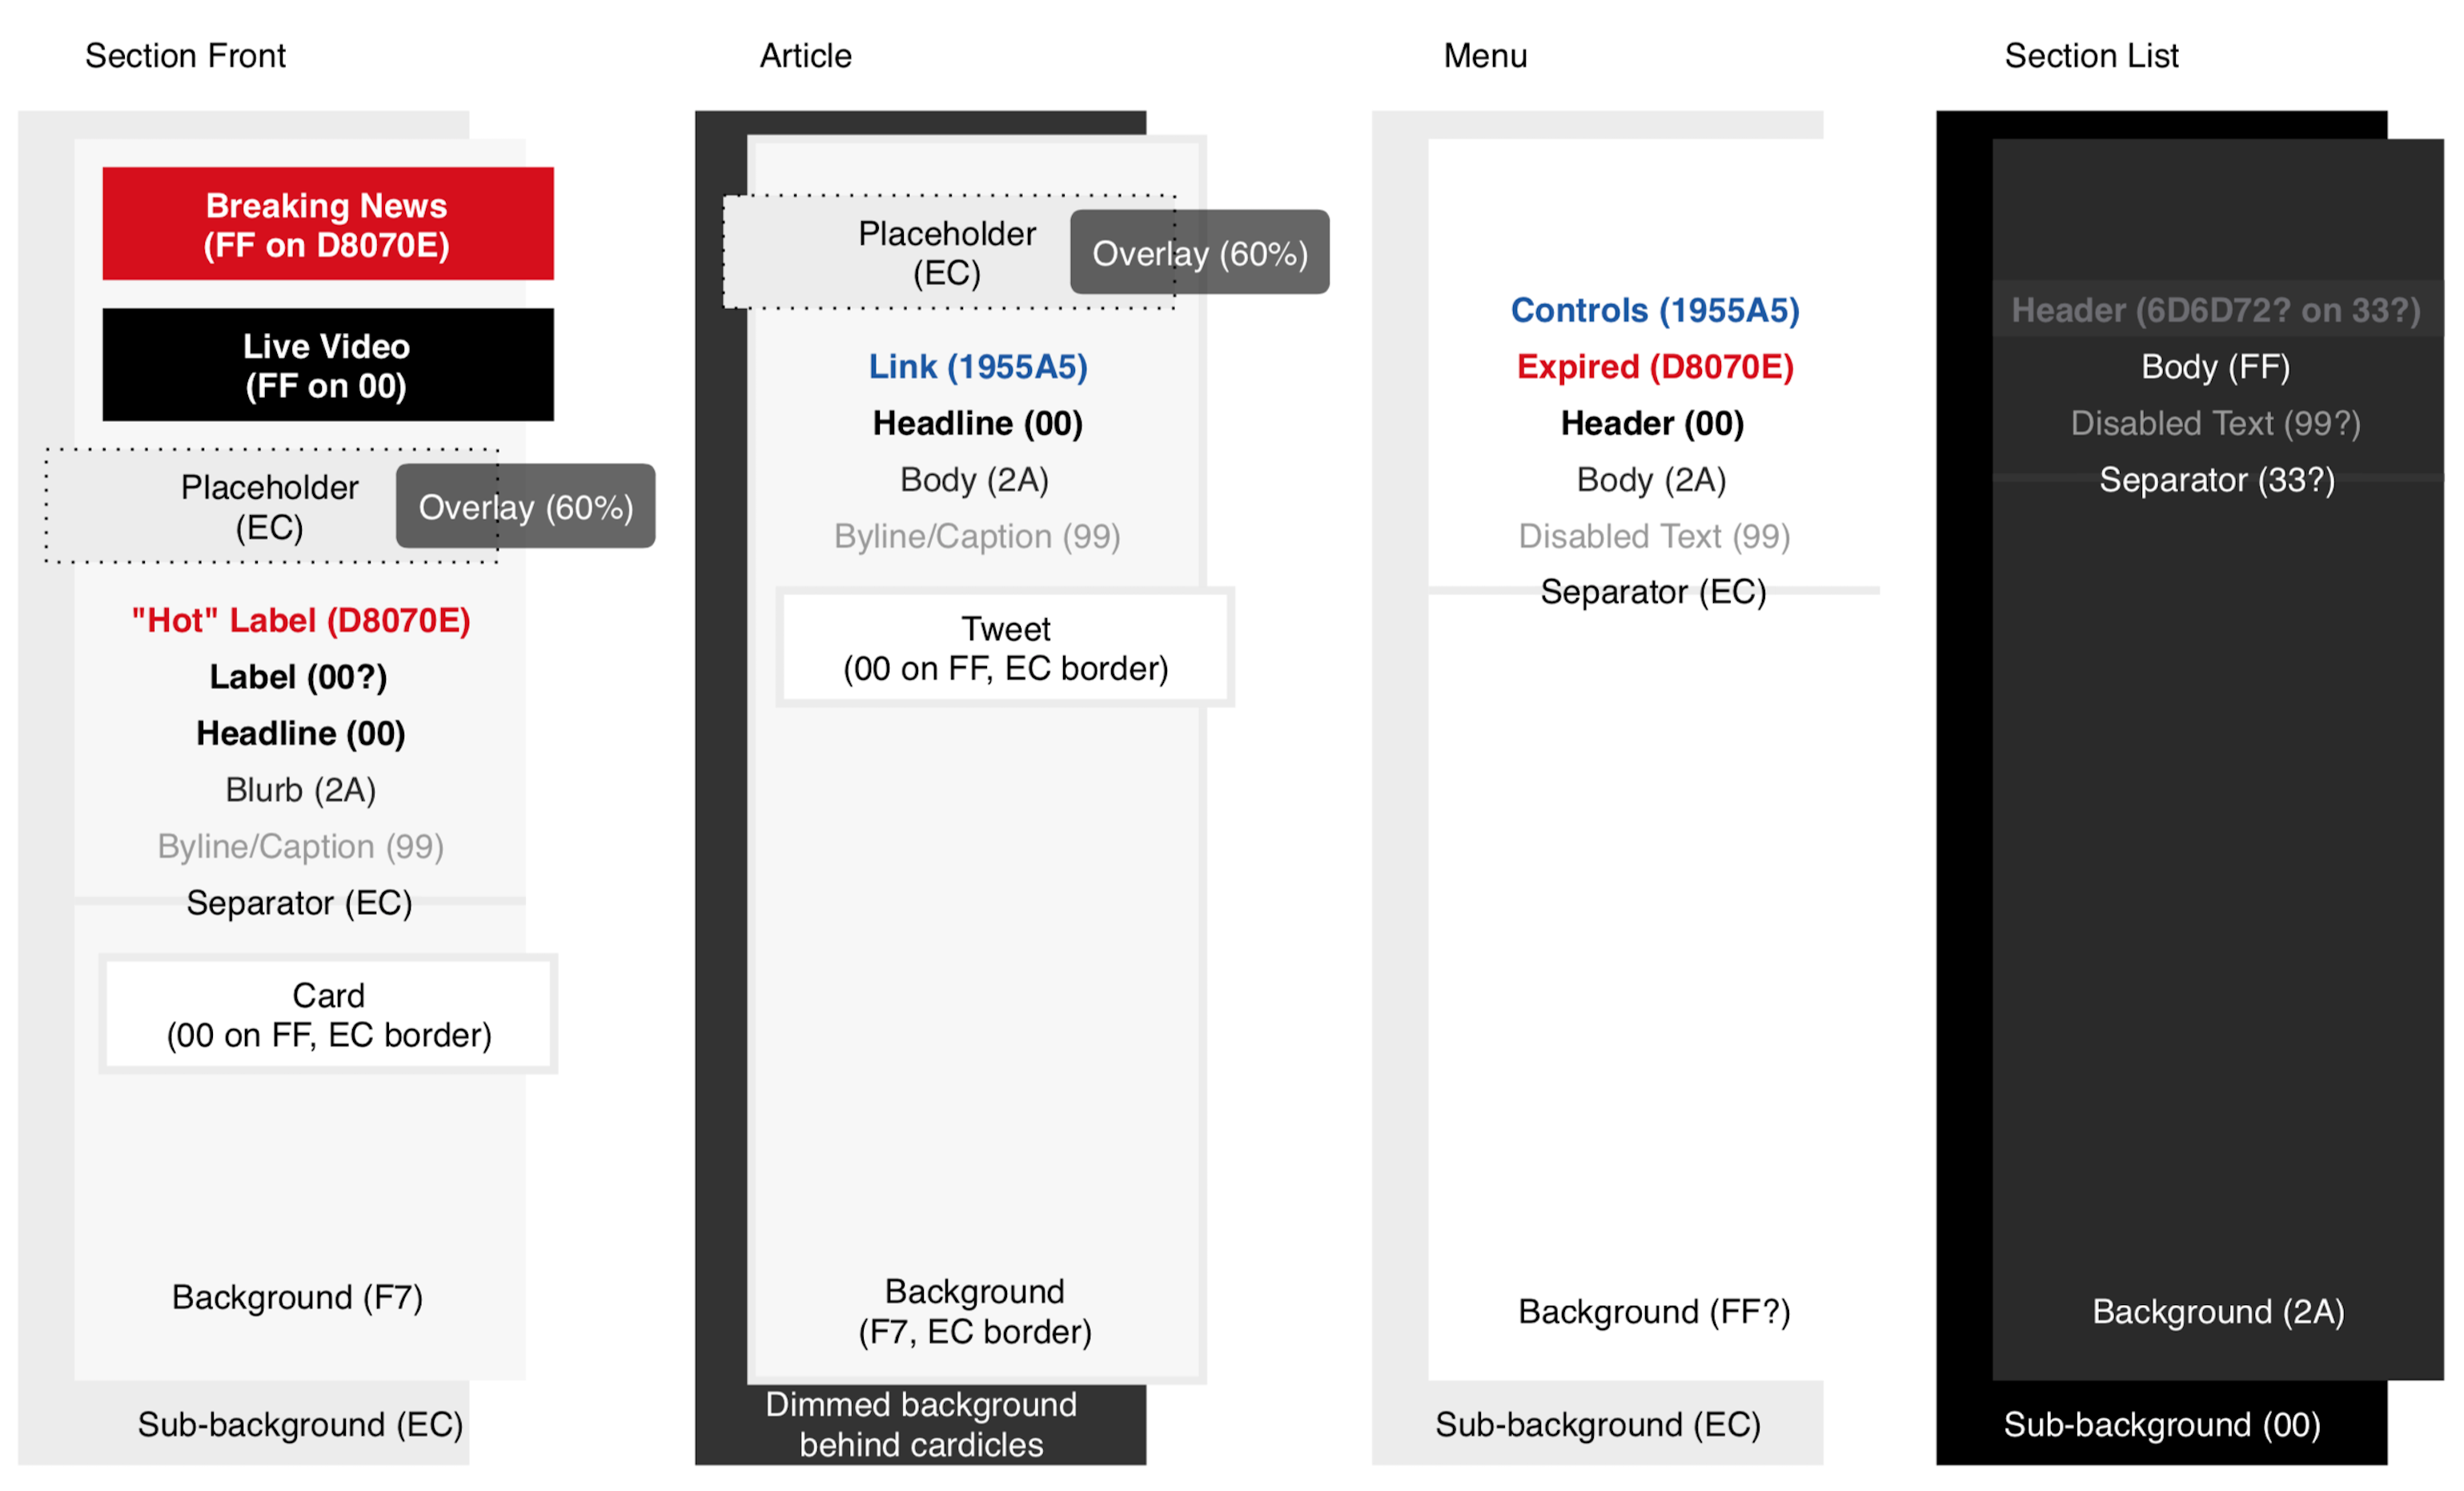 Section Front
Breaking News
(FF on D8070E)
Live Video
(FF on 00)
Placeholder
(EC)
Overlay (60%)
"Hot" Label (D8070E)
Label (00?)
Headline (00)
Blurb (2A)
Byline/Caption (99)
Separator (EC)
Card
(00 on FF, EC border)
Background (F7)
Sub-background (EC)
Article
Placeholder
(EC)
Overlay (60%)
Link (1955A5)
Headline (00)
Body (2A)
Byline/Caption (99)
Tweet
(00 on FF, EC border)
Background
(F7, EC border)
Dimmed background
behind cardicles
Menu
Controls (1955A5)
Expired (D8070E)
Header (00)
Body (2A)
Disabled Text (99)
Separator (EC)
Background (FF?)
Sub-background (EC)
Section List
Header (6D6D72? on 33?)
Body (FF)
Disabled Text (99?)
Separator (33?)
Background (2A)
Sub-background (00)